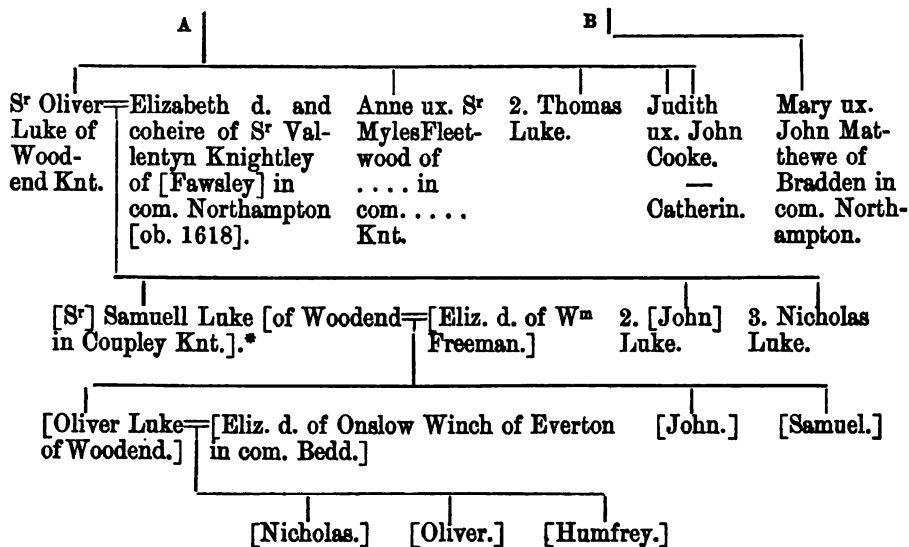 A
B
Sʳ Oliver
Luke of
Wood-
end Knt.
Elizabeth d. and
coheire of Sʳ Val-
lentyn Knightley
of [Fawsley] in
com. Northampton
[ob. 1618].
Anne ux. Sʳ
MylesFleet-
wood of
. . . . in
com. . . . .
Knt.
2. Thomas
Luke.
Judith
ux. John
Cooke.
—
Catherin.
Mary ux.
John Mat-
thewe of
Bradden in
com. North-
ampton.
[Sʳ] Samuell Luke [of Woodend
in Coupley Knt.].*
[Eliz. d. of Wᵐ
Freeman.]
2. [John]
Luke.
3. Nicholas
Luke.
[Oliver Luke
of Woodend.]
[Eliz. d. of Onslow Winch of Everton
in com. Bedd.]
[John.]
[Samuel.]
[Nicholas.]
[Oliver.]
[Humfrey.]